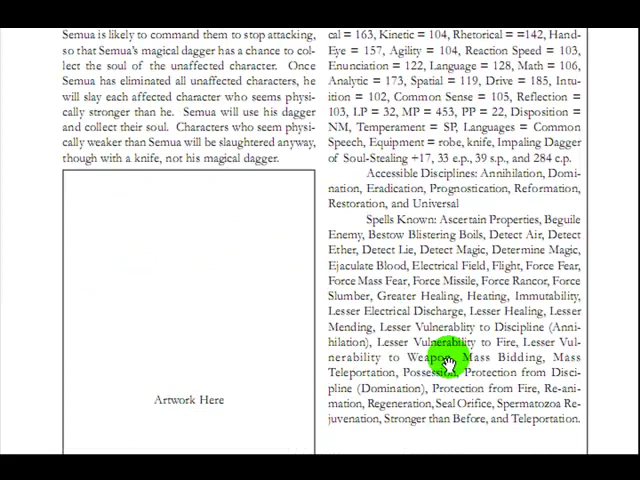 Semua is likely to command them to stop attacking,
so that Semua's magical dagger has a chance to col-
lect the soul of the unaffected character. Once
Semua has eliminated all unaffected characters, he
will slay each affected character who seems physi-
cally stronger than he. Semua will use his dagger
and collect their soul. Characters who seem physi-
cally weaker than Semua will be slaughtered anyway,
though with a knife, not his magical dagger.
Artwork Here
cal = 163, Kinetic = 104, Rhetorical = =142, Hand-
Eye = 157, Agility = 104, Reaction Speed = 103,
Enunciation = 122, Language = 128, Math = 106,
Analytic = 173, Spatial = 119, Drive = 185, Intu-
ition = 102, Common Sense = 105, Reflection =
103, LP = 32, MP = 453, PP = 22, Disposition =
NM, Temperament = SP, Languages = Common
Speech, Equipment = robe, knife, Impaling Dagger
of Soul-Stealing +17, 33 e.p., 39 s.p., and 284 c.p.
Accessible Disciplines: Annihilation, Domi-
nation, Eradication, Prognostication, Reformation,
Restoration, and Universal
Spells Known: Ascertain Properties, Beguile
Enemy, Bestow Blistering Boils, Detect Air, Detect
Ether, Detect Lie, Detect Magic, Determine Magic,
Ejaculate Blood, Electrical Field, Flight, Force Fear,
Force Mass Fear, Force Missile, Force Rancor, Force
Slumber, Greater Healing, Heating, Immutability,
Lesser Electrical Discharge, Lesser Healing, Lesser
Mending, Lesser Vulnerablity to Discipline (Anni-
hilation), Lesser Vulnerability to Fire, Lesser Vul-
nerability to Weapon, Mass Bidding, Mass
Teleportation, Possession, Protection from Disci-
pline (Domination), Protection from Fire, Re-ani-
mation, Regeneration, Seal Orifice, Spermatozoa Re-
juvenation, Stronger than Before, and Teleportation.